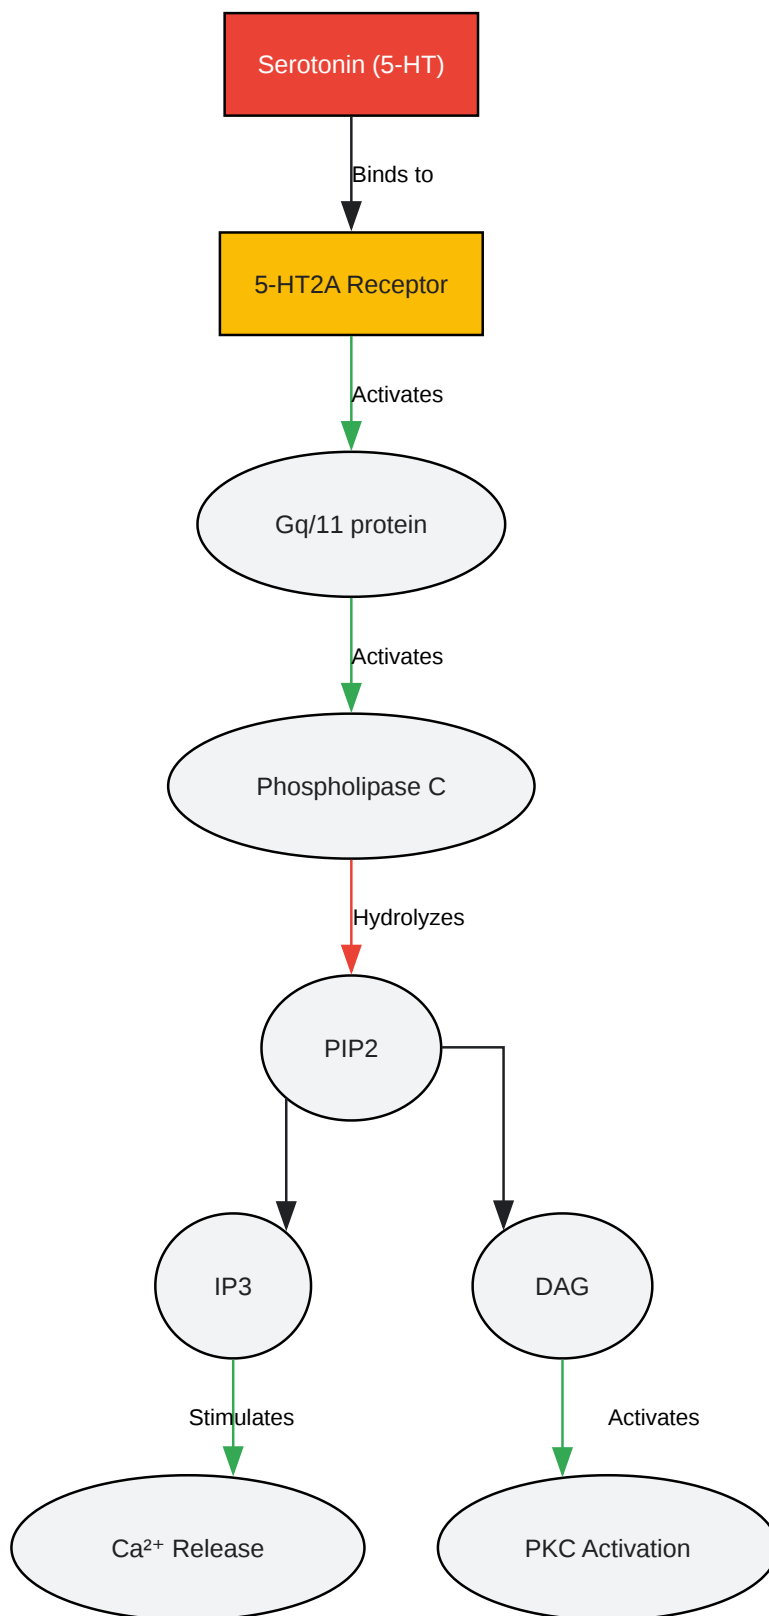 Serotonin (5-HT)
Binds to
5-HT2A Receptor
Activates
Gq/11 protein
Activates
Phospholipase C
Hydrolyzes
PIP2
IP3
DAG
Stimulates
Activates
Ca²⁺ Release
PKC Activation